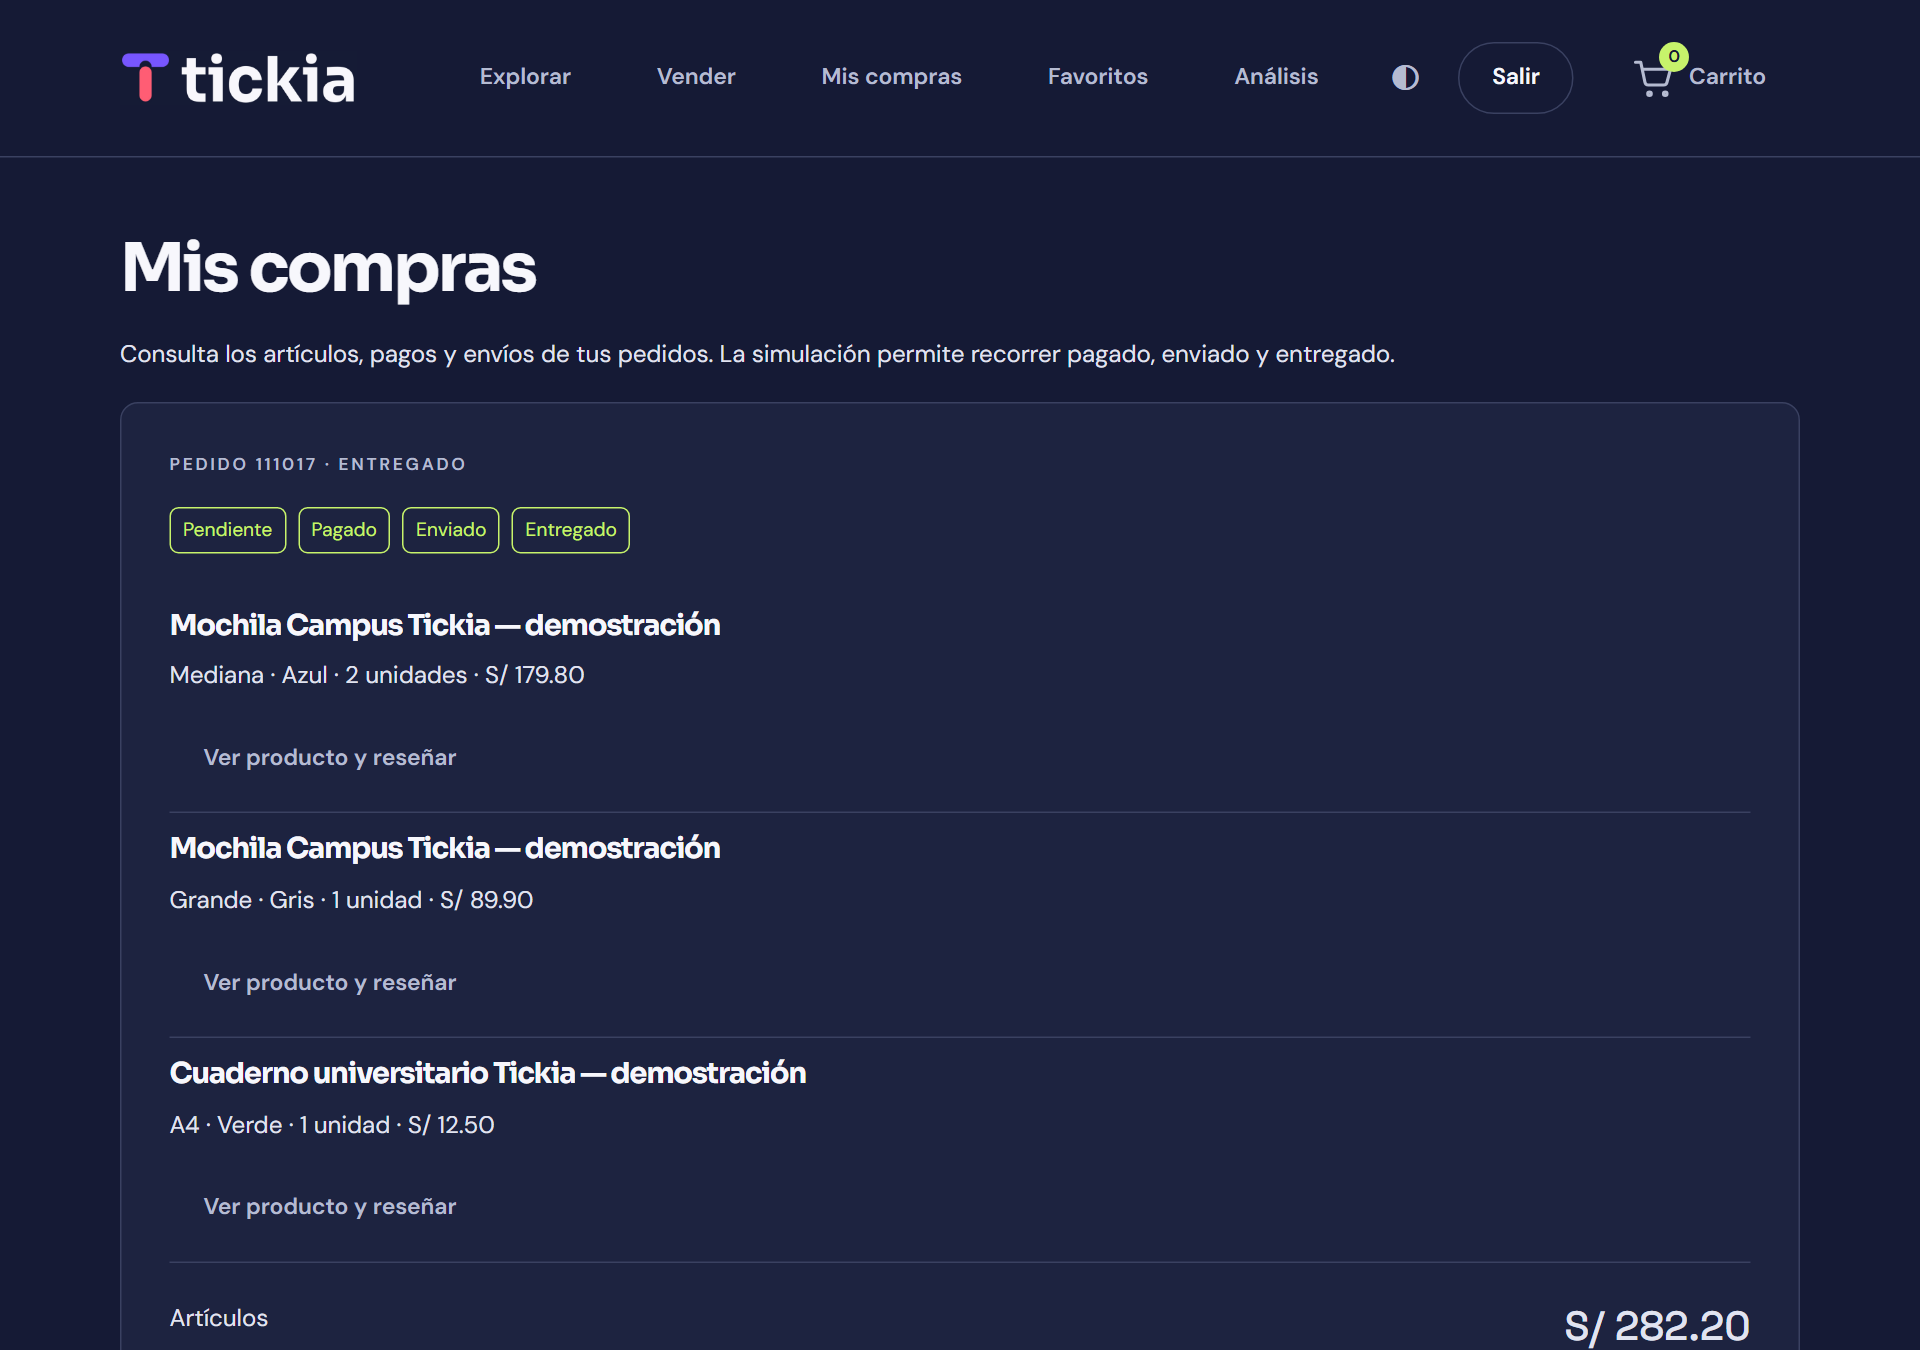 tickia
Explorar
Vender
Mis compras
Favoritos
Análisis
Salir
0
Carrito
Mis compras
Consulta los artículos, pagos y envíos de tus pedidos. La simulación permite recorrer pagado, enviado y entregado.
PEDIDO 111017 · ENTREGADO
Pendiente
Pagado
Enviado
Entregado
Mochila Campus Tickia — demostración
Mediana · Azul · 2 unidades · S/ 179.80
Ver producto y reseñar
Mochila Campus Tickia — demostración
Grande · Gris · 1 unidad · S/ 89.90
Ver producto y reseñar
Cuaderno universitario Tickia — demostración
A4 · Verde · 1 unidad · S/ 12.50
Ver producto y reseñar
Artículos
S/ 282.20